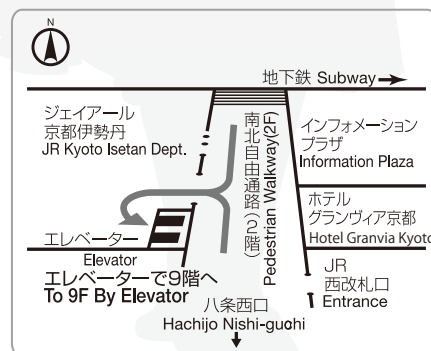 N
地下鉄 Subway
ジェイアール
京都伊勢丹
JR Kyoto Isetan Dept.
南北自由通路(2階)
Pedestrian Walkway(2F)
インフォメーション
プラザ
Information Plaza
ホテル
グランヴィア京都
Hotel Granvia Kyoto
エレベーター
Elevator
エレベーターで9階へ
To 9F By Elevator
JR
西改札口
Entrance
八条西口
Hachijo Nishi-guchi